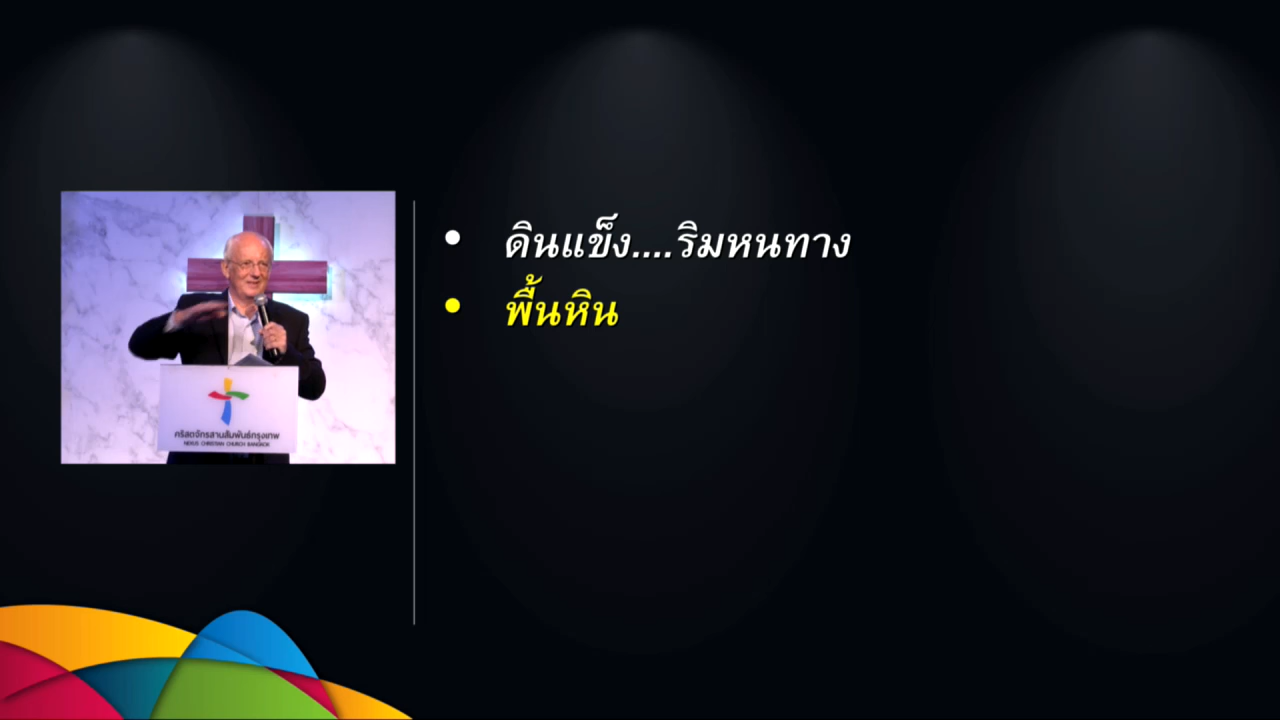 • ดินแข็ง....ริมหนทาง
• พื้นหิน
คริสตจักรสานสัมพันธ์กรุงเทพ
NEXUS CHRISTIAN CHURCH BANGKOK